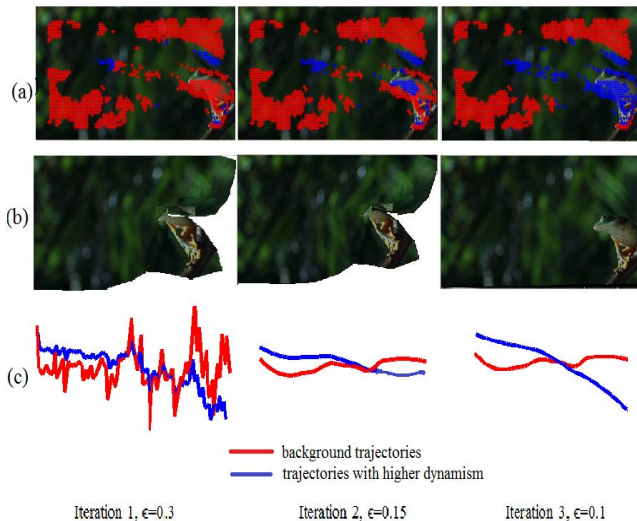 (a)
(b)
(c)
background trajectories
trajectories with higher dynamism
Iteration 1, ϵ=0.3
Iteration 2, ϵ=0.15
Iteration 3, ϵ=0.1